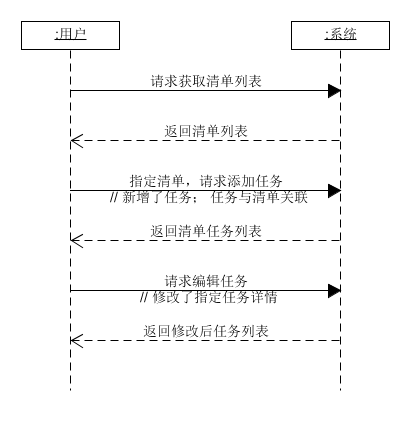 :用户
:系统
请求获取清单列表
返回清单列表
指定清单，请求添加任务
// 新增了任务； 任务与清单关联
返回清单任务列表
请求编辑任务
// 修改了指定任务详情
返回修改后任务列表